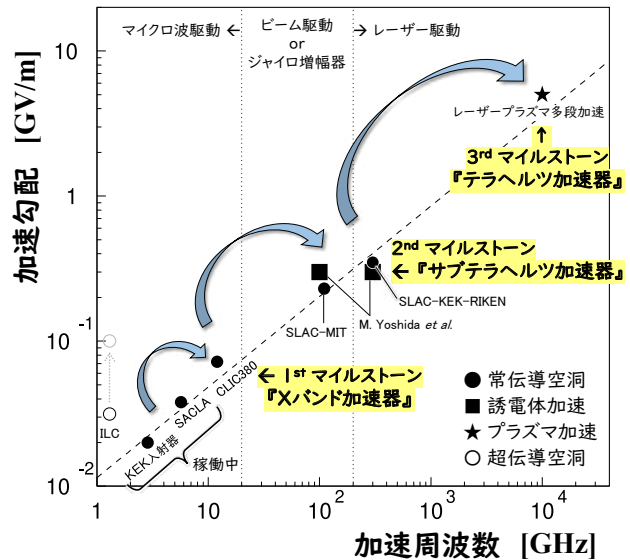 マイクロ波駆動 ←
ビーム駆動
or
ジャイロ増幅器
→ レーザー駆動
加速勾配 [GV/m]
10
1
10⁻¹
10⁻²
レーザープラズマ多段加速
↑
3rd マイルストーン
『テラヘルツ加速器』
2nd マイルストーン
← 『サブテラヘルツ加速器』
SLAC-KEK-RIKEN
SLAC-MIT
M. Yoshida et al.
← 1st マイルストーン
『Xバンド加速器』
ILC
KEK入射器
SACLA
CLIC380
稼働中
● 常伝導空洞
■ 誘電体加速
★ プラズマ加速
○ 超伝導空洞
1
10
10²
10³
10⁴
加速周波数 [GHz]